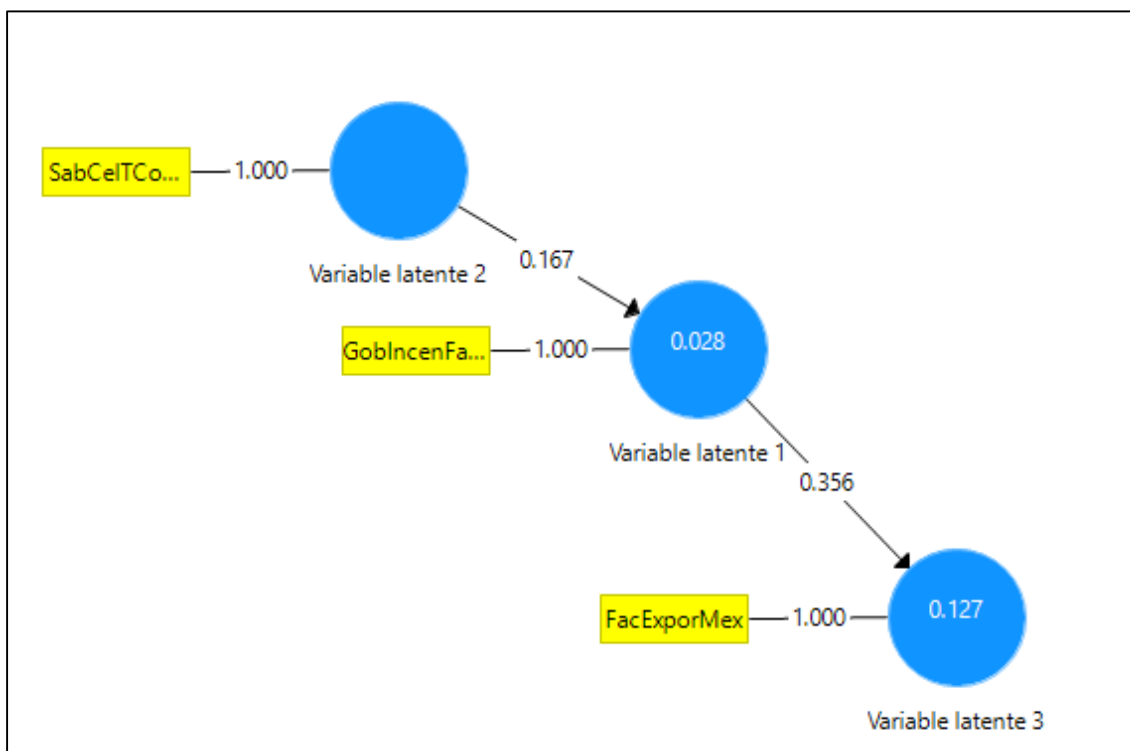 SabCelTCo...
1.000
Variable latente 2
0.167
GobIncenFa...
1.000
0.028
Variable latente 1
0.356
FacExporMex
1.000
0.127
Variable latente 3